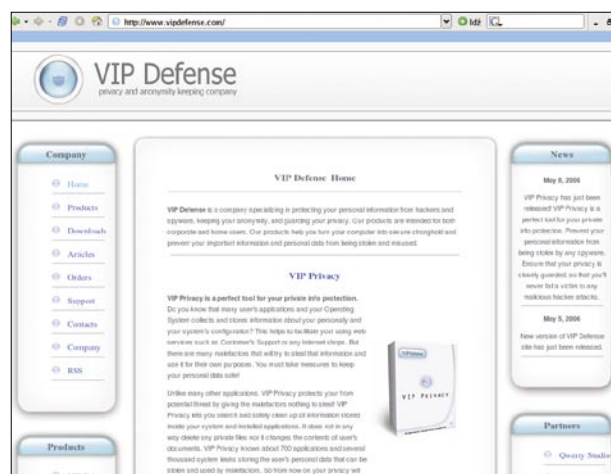 http://www.vipdefense.com/
Idź
VIP Defense
privacy and anonymity keeping company
Company
Home
Products
Downloads
Articles
Orders
Support
Contacts
Company
RSS
Products
VIP Defense Home
VIP Defense is a company specializing in protecting your personal information from hackers and
spyware, keeping your anonymity, and guarding your privacy. Our products are intended for both
corporate and home users. Our products help you turn your computer into secure stronghold and
prevent your important information and personal data from being stolen and misused.
VIP Privacy
VIP Privacy is a perfect tool for your private info protection.
Do you know that many user's applications and your Operating
System collects and stores information about your personally and
your system's configuration? This helps to facilitate your using web
services such as Customer's Support or any Internet shops. But
there are many malefactors that will try to steal that information and
use it for their own purposes. You must take measures to keep
your personal data safe!
Unlike many other applications, VIP Privacy protects your from
potential threat by giving the malefactors nothing to steal! VIP
Privacy lets you search and safely clean up all information stored
inside your system and installed applications. It does not in any
way delete any private files nor it changes the contents of user's
documents. VIP Privacy knows about 700 applications and several
thousand system leaks storing the user's personal data that can be
stolen and used by malefactors. So from now on your privacy will
VIP PRIVACY
News
May 8, 2006
VIP Privacy has just been
released! VIP Privacy is a
perfect tool for your private
info protection. Prevent your
personal information from
being stolen by any spyware.
Ensure that your privacy is
closely guarded so that you'll
never fall a victim to any
malicious hacker attacks.
May 5, 2006
New version of VIP Defense
site has just been released.
Partners
Qwerty Studios